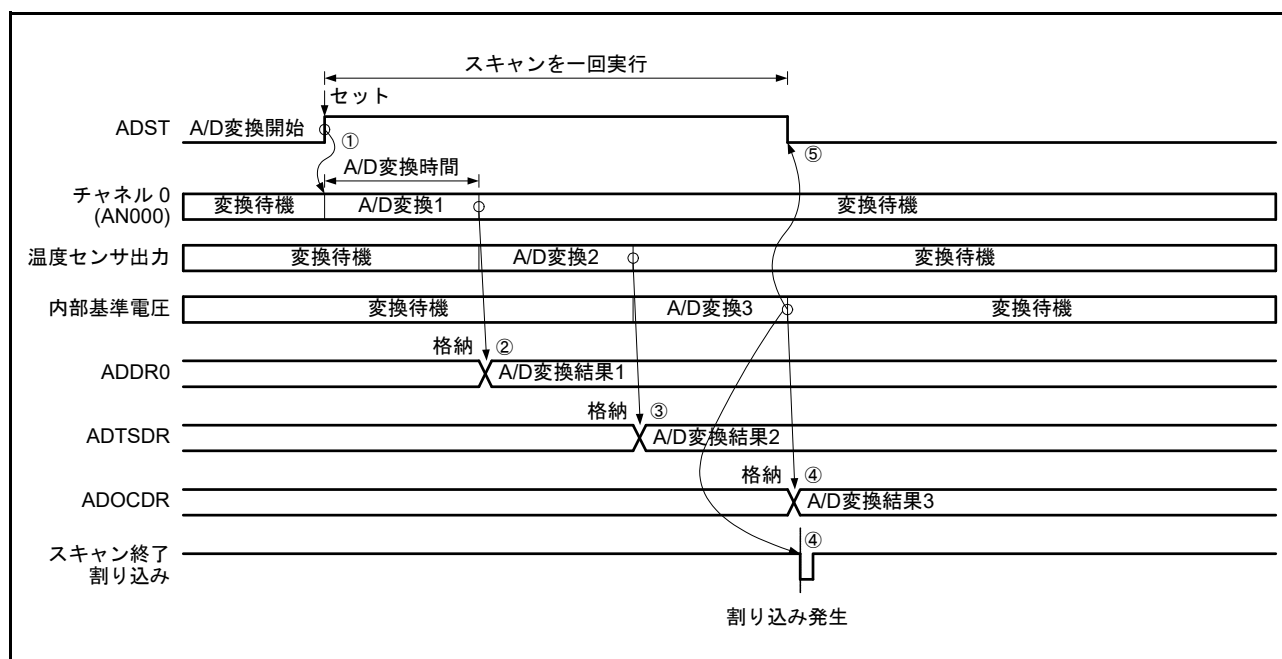 スキャンを一回実行
セット
ADST A/D変換開始 ① ⑤
A/D変換時間
チャネル 0
(AN000)
変換待機 A/D変換1 変換待機
温度センサ出力 変換待機 A/D変換2 変換待機
内部基準電圧 変換待機 A/D変換3 変換待機
格納 ②
ADDR0 A/D変換結果1
格納 ③
ADTSDR A/D変換結果2
格納 ④
ADOCDR A/D変換結果3
スキャン終了
割り込み
④
割り込み発生